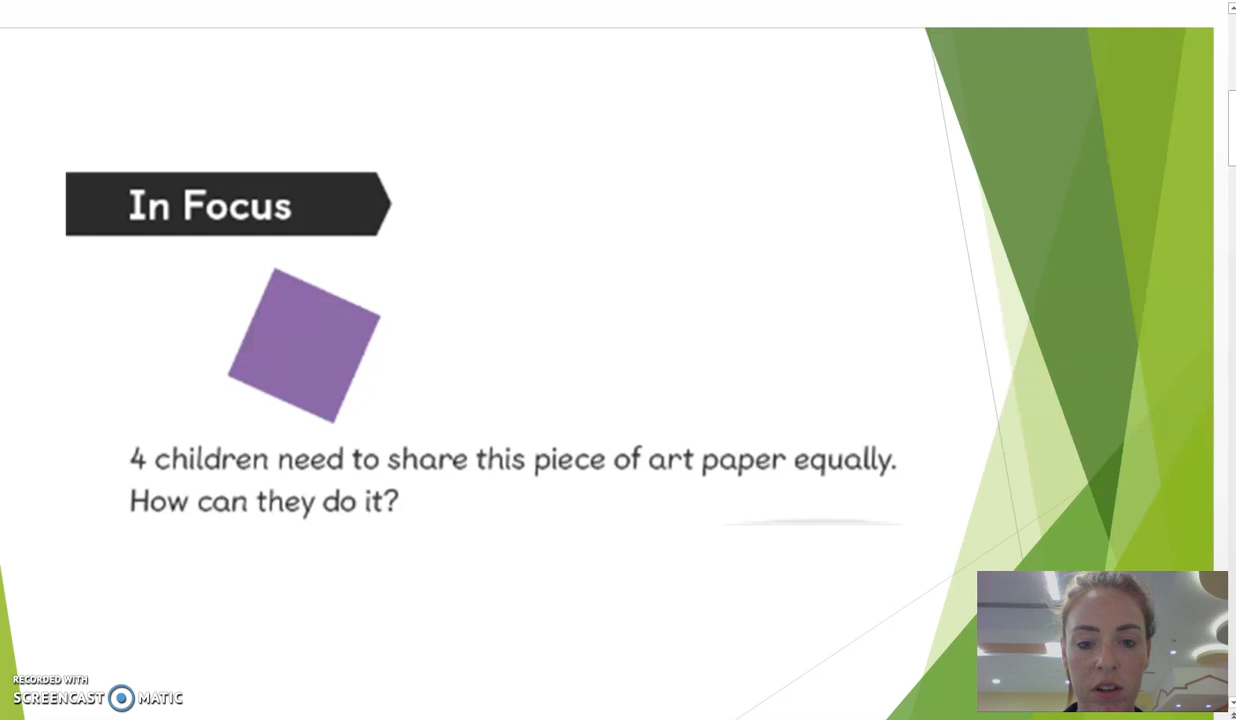 In Focus
4 children need to share this piece of art paper equally.
How can they do it?
RECORDED WITH
SCREENCAST MATIC